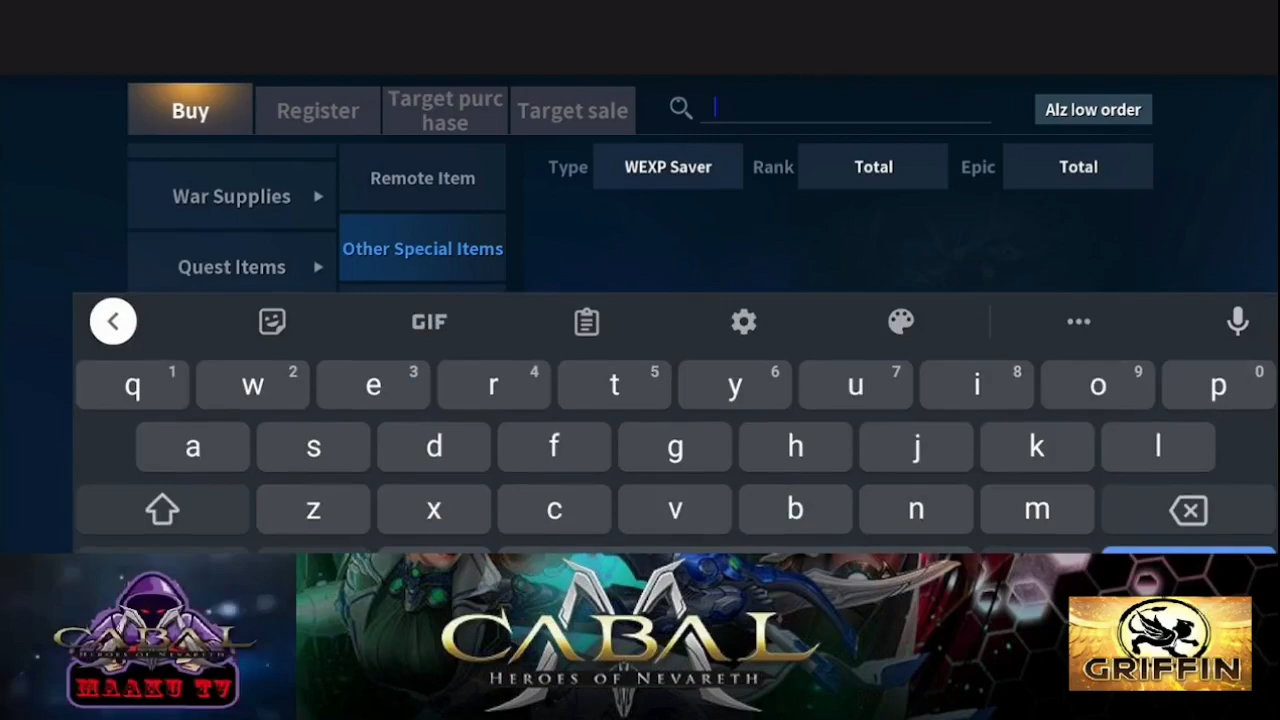 Buy
Register
Target purc
hase
Target sale
Alz low order
War Supplies
Remote Item
Type
WEXP Saver
Rank
Total
Epic
Total
Quest Items
Other Special Items
GIF
q 1 w 2 e 3 r 4 t 5 y 6 u 7 i 8 o 9 p 0
a s d f g h j k l
z x c v b n m
CABAL
HEROES OF NEVARETH
MAAKU TV
CABAL
HEROES OF NEVARETH
GRIFFIN